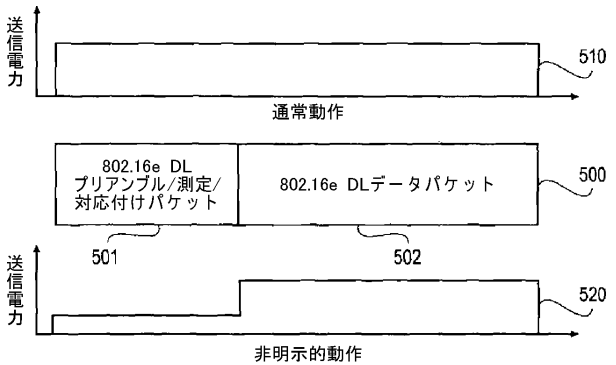 送信電力
510
通常動作
802.16e DL
プリアンブル/測定/
対応付けパケット
802.16e DLデータパケット
500
501
502
送信電力
520
非明示的動作